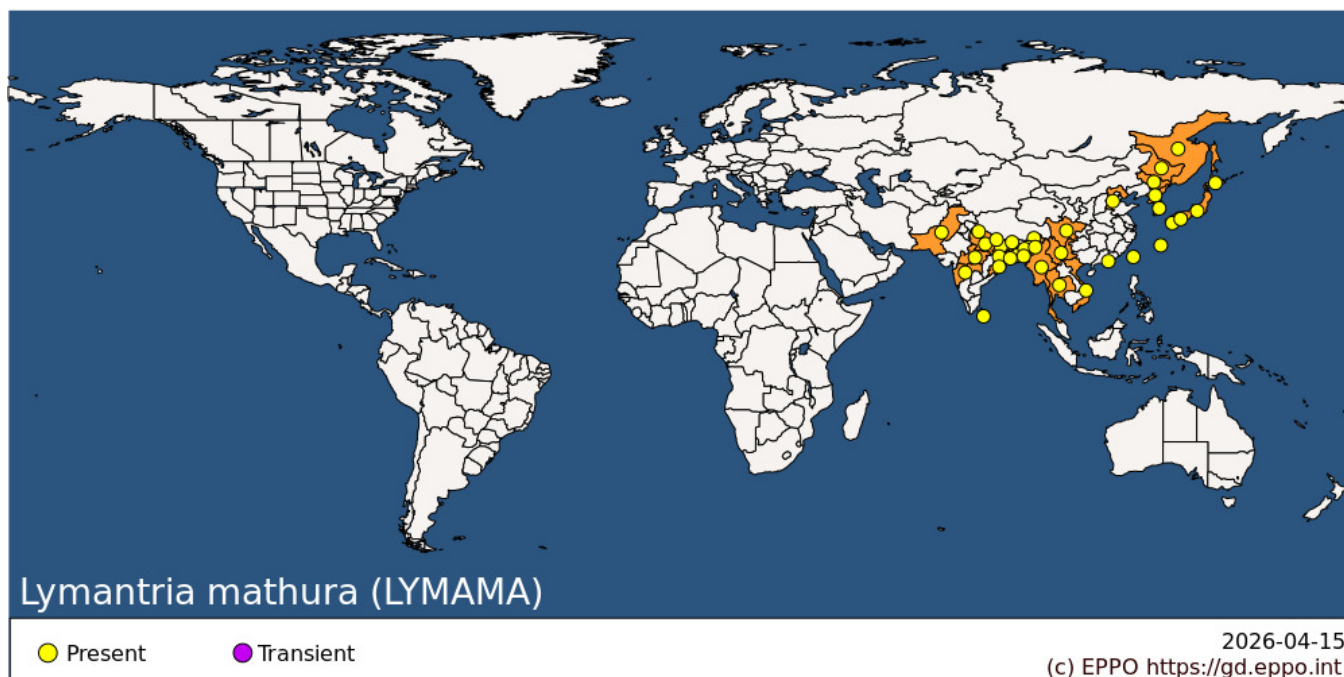 Lymantria mathura (LYMAMA)
Present
Transient
2026-04-15
(c) EPPO https://gd.eppo.int